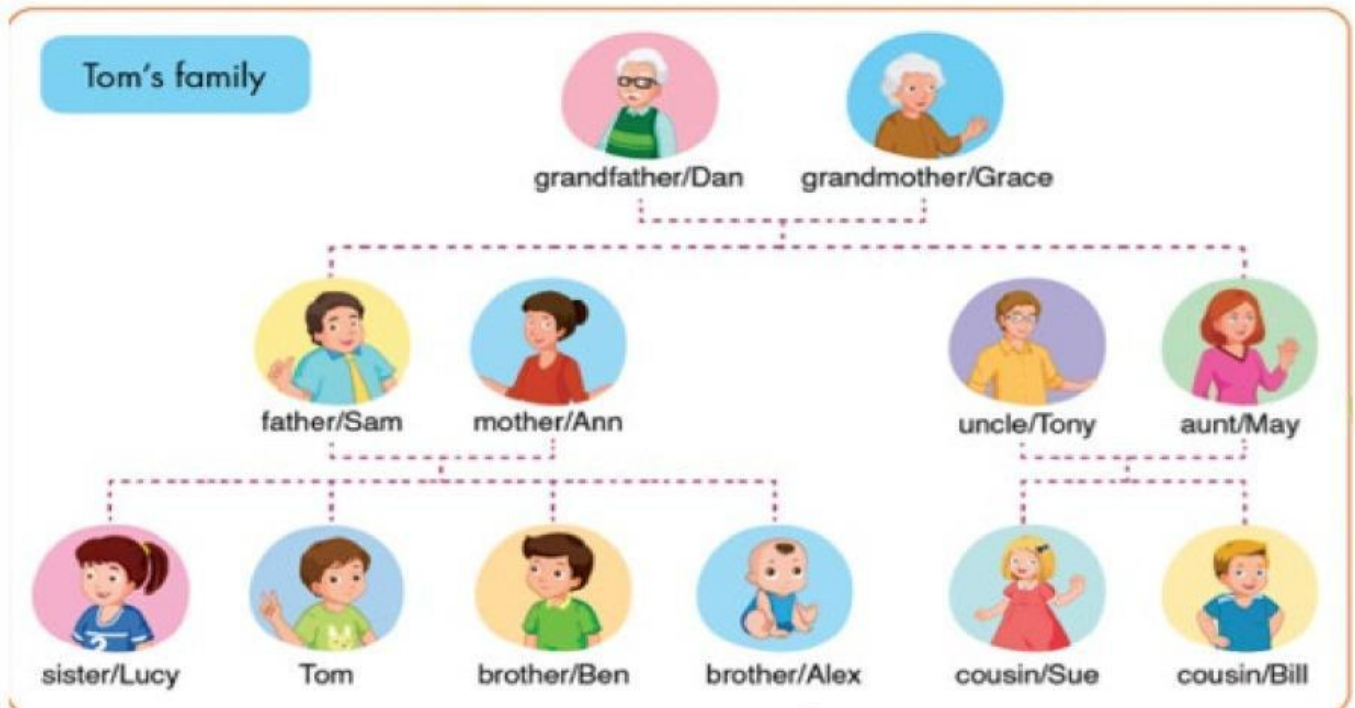 Tom's family
grandfather/Dan
grandmother/Grace
father/Sam
mother/Ann
uncle/Tony
aunt/May
sister/Lucy
Tom
brother/Ben
brother/Alex
cousin/Sue
cousin/Bill